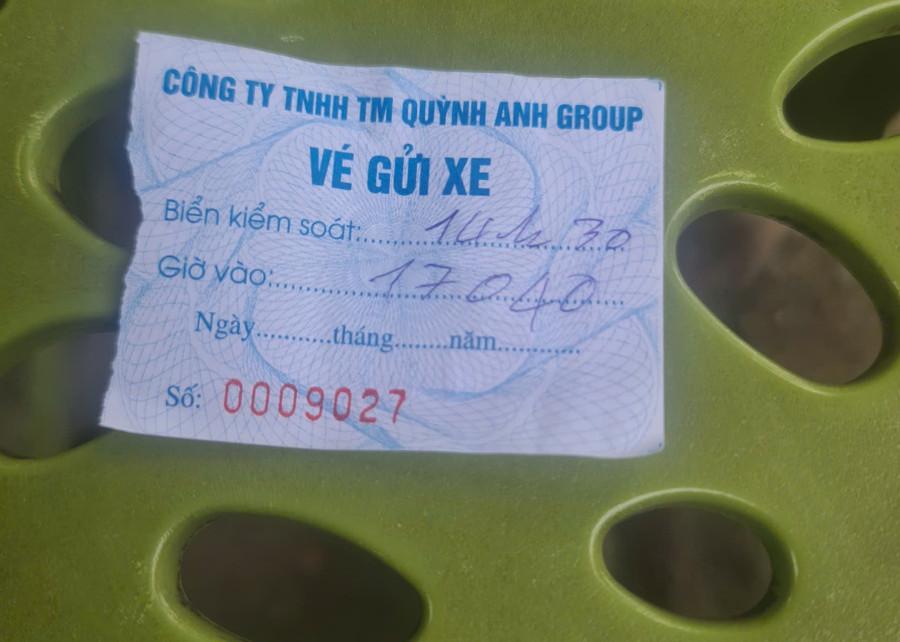 CÔNG TY TNHH TM QUỲNH ANH GROUP
VÉ GỬI XE
Biển kiểm soát:.......14h 30
Giờ vào:.......17040
Ngày..........tháng.......năm...........
Số: 0009027